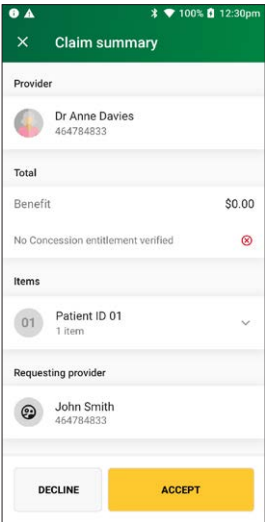 100% 12:30pm
Claim summary
Provider
Dr Anne Davies
464784833
Total
Benefit $0.00
No Concession entitlement verified
Items
01 Patient ID 01
1 item
Requesting provider
John Smith
464784833
DECLINE ACCEPT